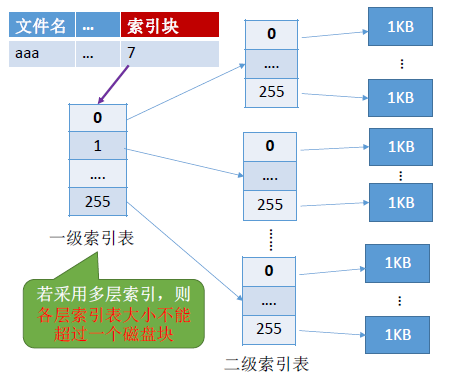 文件名 … 索引块
aaa … 7
0
1
….
255
一级索引表
若采用多层索引，则
各层索引表大小不能
超过一个磁盘块
0
….
255
0
….
255
……
0
….
255
二级索引表
1KB
…
1KB
1KB
…
1KB
1KB
…
1KB